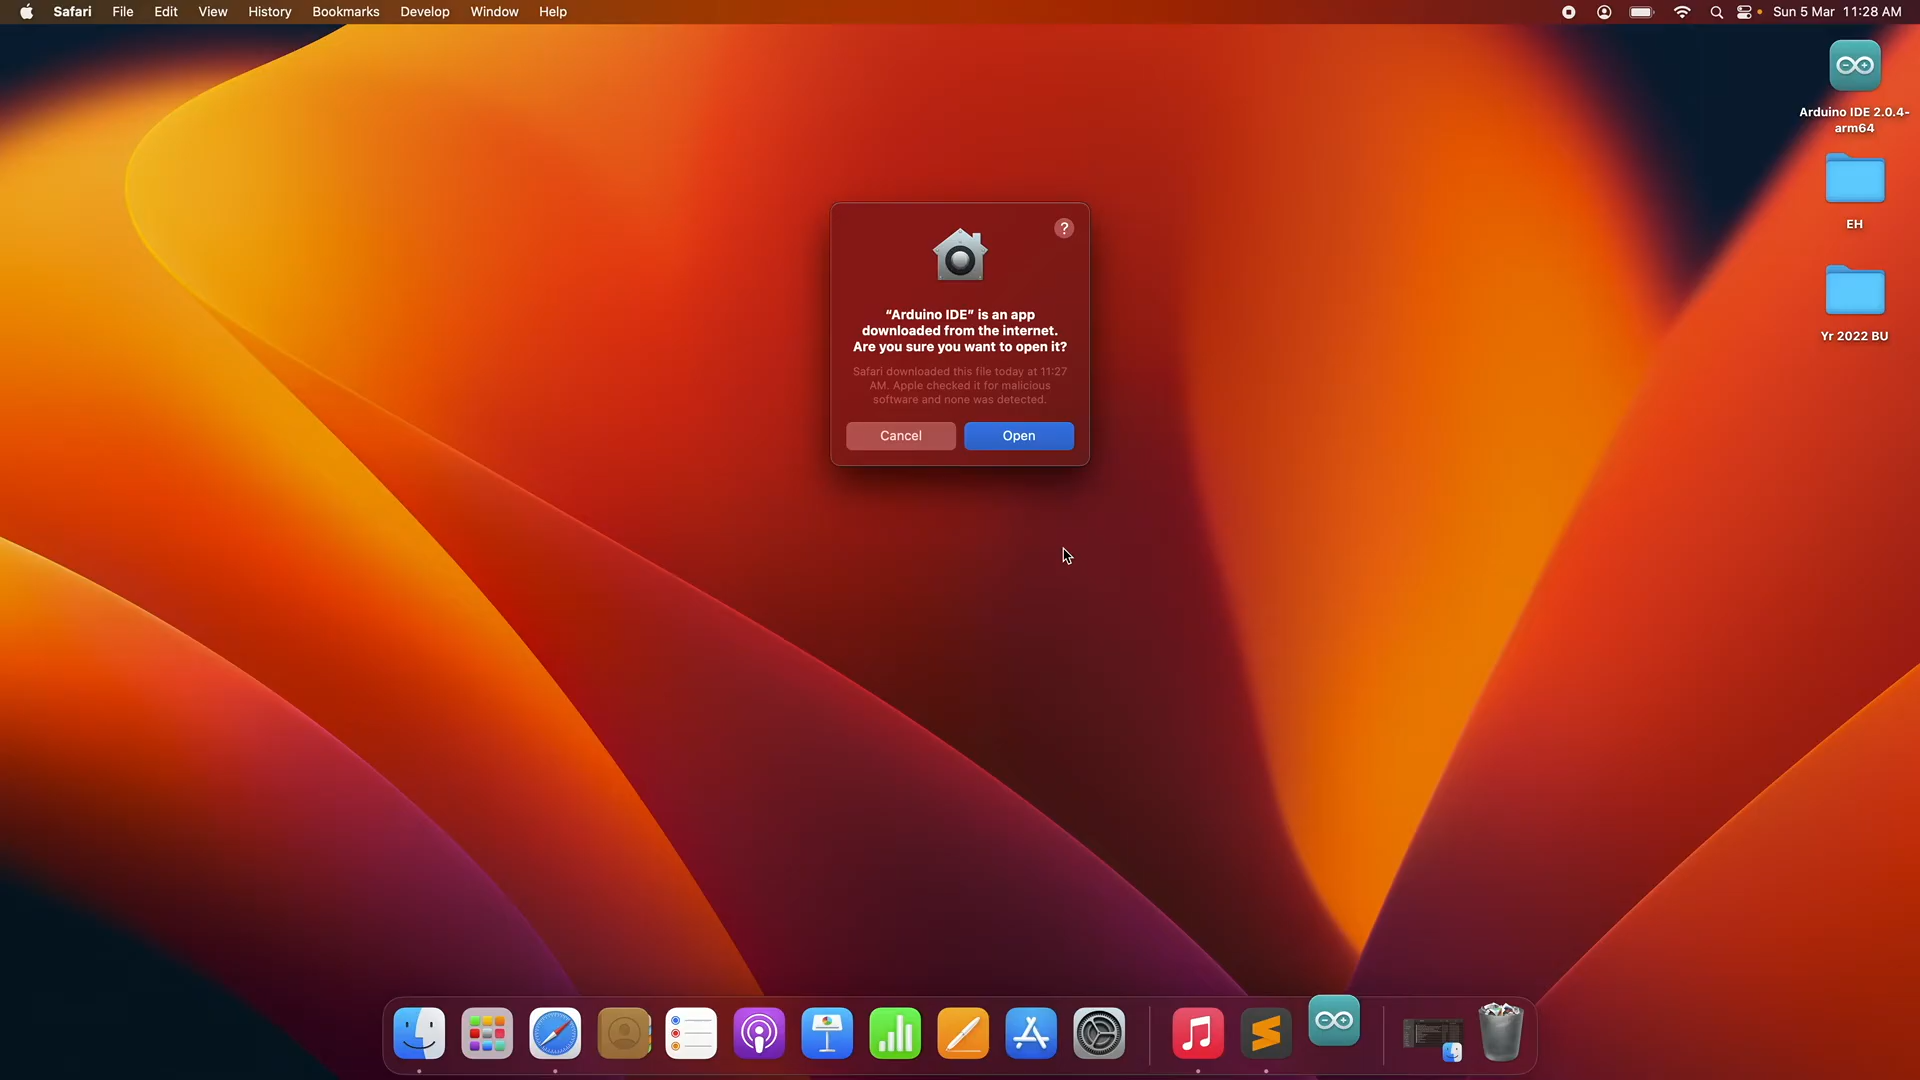 Safari File Edit View History Bookmarks Develop Window Help
Sun 5 Mar 11:28 AM
Arduino IDE 2.0.4-
arm64
EH
Yr 2022 BU
?
“Arduino IDE” is an app
downloaded from the internet.
Are you sure you want to open it?
Safari downloaded this file today at 11:27
AM. Apple checked it for malicious
software and none was detected.
Cancel Open